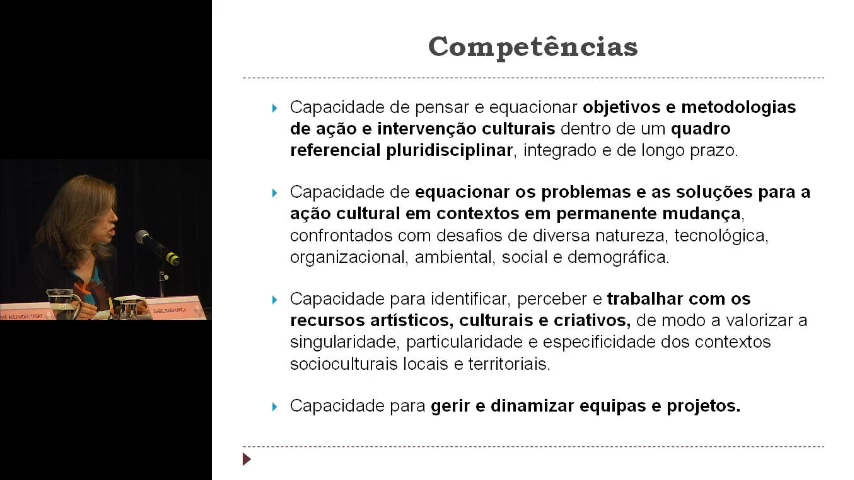 Competências
Capacidade de pensar e equacionar objetivos e metodologias
de ação e intervenção culturais dentro de um quadro
referencial pluridisciplinar, integrado e de longo prazo.
Capacidade de equacionar os problemas e as soluções para a
ação cultural em contextos em permanente mudança,
confrontados com desafios de diversa natureza, tecnológica,
organizacional, ambiental, social e demográfica.
Capacidade para identificar, perceber e trabalhar com os
recursos artísticos, culturais e criativos, de modo a valorizar a
singularidade, particularidade e especificidade dos contextos
socioculturais locais e territoriais.
Capacidade para gerir e dinamizar equipas e projetos.